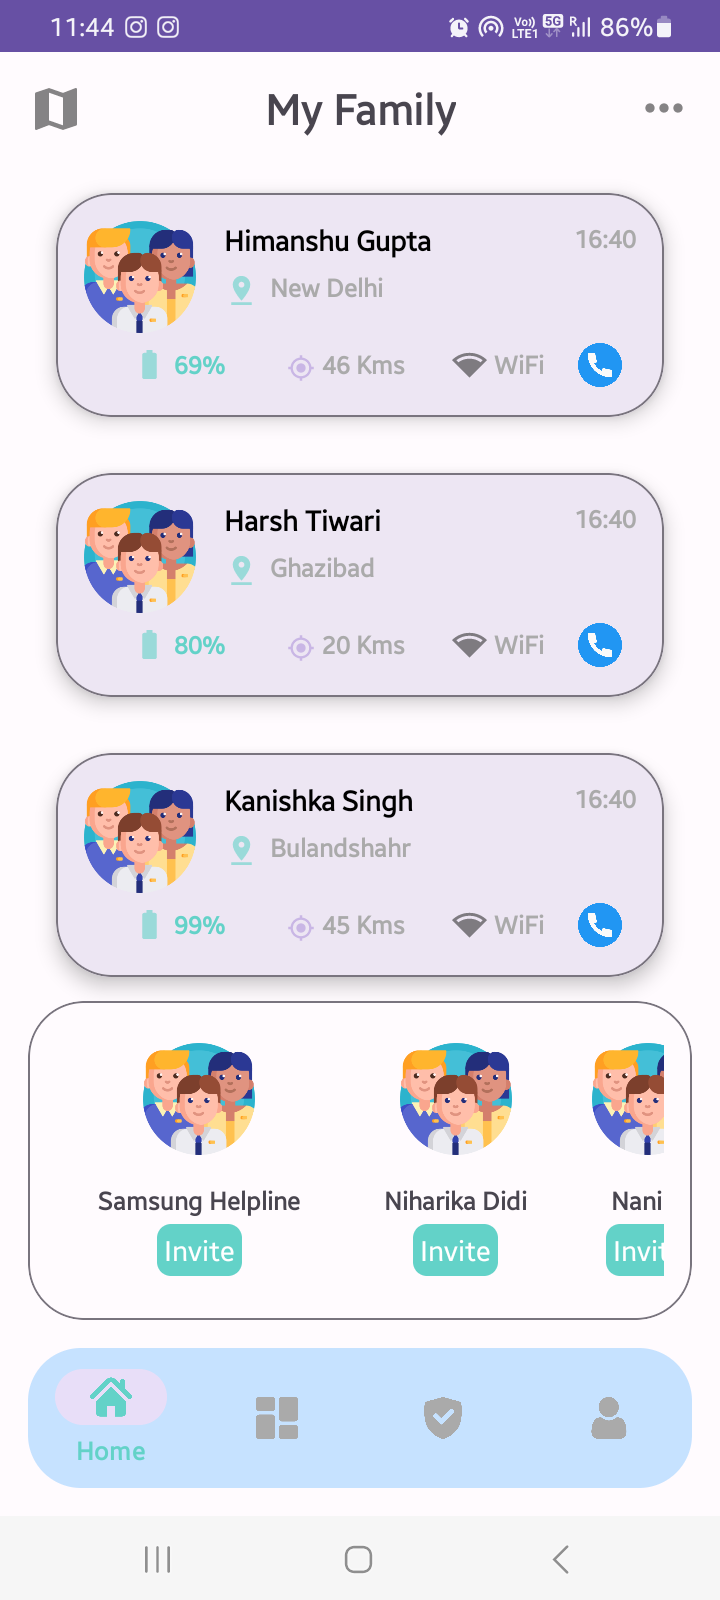 11:44 Vo)) LTE1 5G R 86%
My Family
Himanshu Gupta 16:40
New Delhi
69% 46 Kms WiFi
Harsh Tiwari 16:40
Ghazibad
80% 20 Kms WiFi
Kanishka Singh 16:40
Bulandshahr
99% 45 Kms WiFi
Samsung Helpline Niharika Didi Nani
Invite Invite Invit
Home